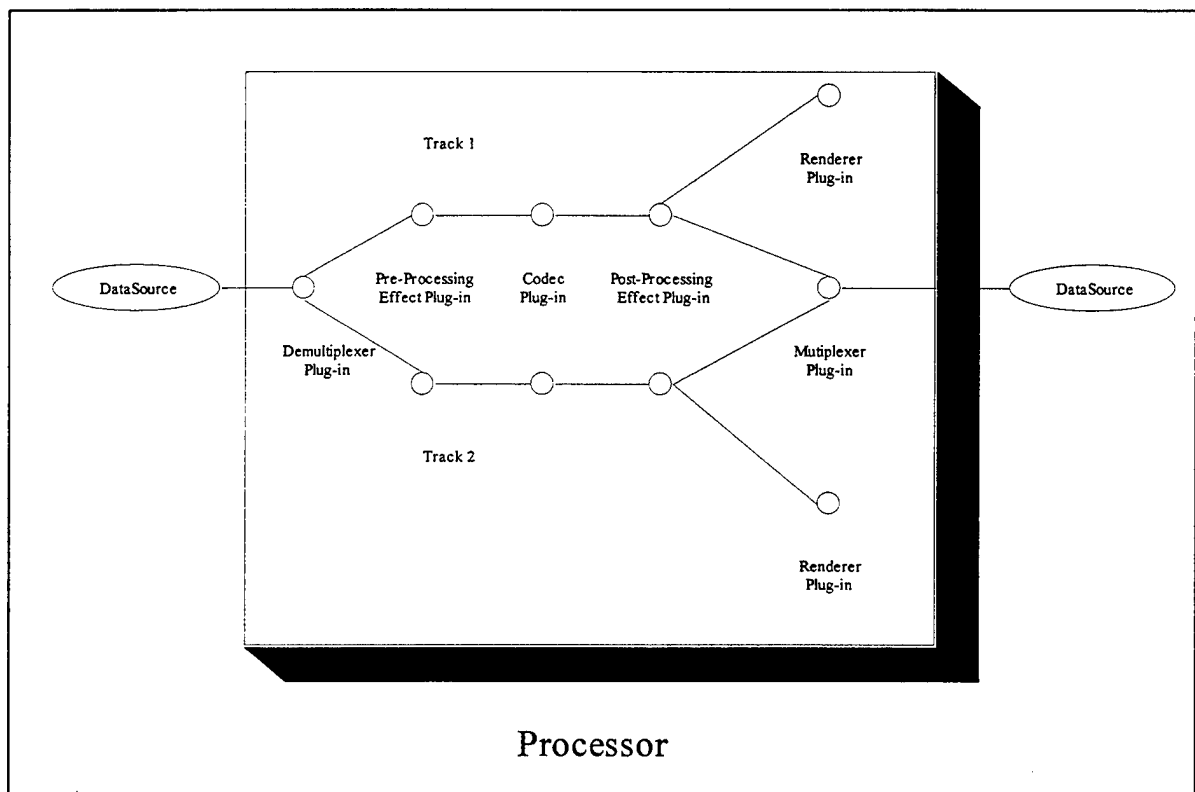 Track 1
Renderer
Plug-in
DataSource
Pre-Processing
Effect Plug-in
Codec
Plug-in
Post-Processing
Effect Plug-in
DataSource
Demultiplexer
Plug-in
Mutiplexer
Plug-in
Track 2
Renderer
Plug-in
Processor